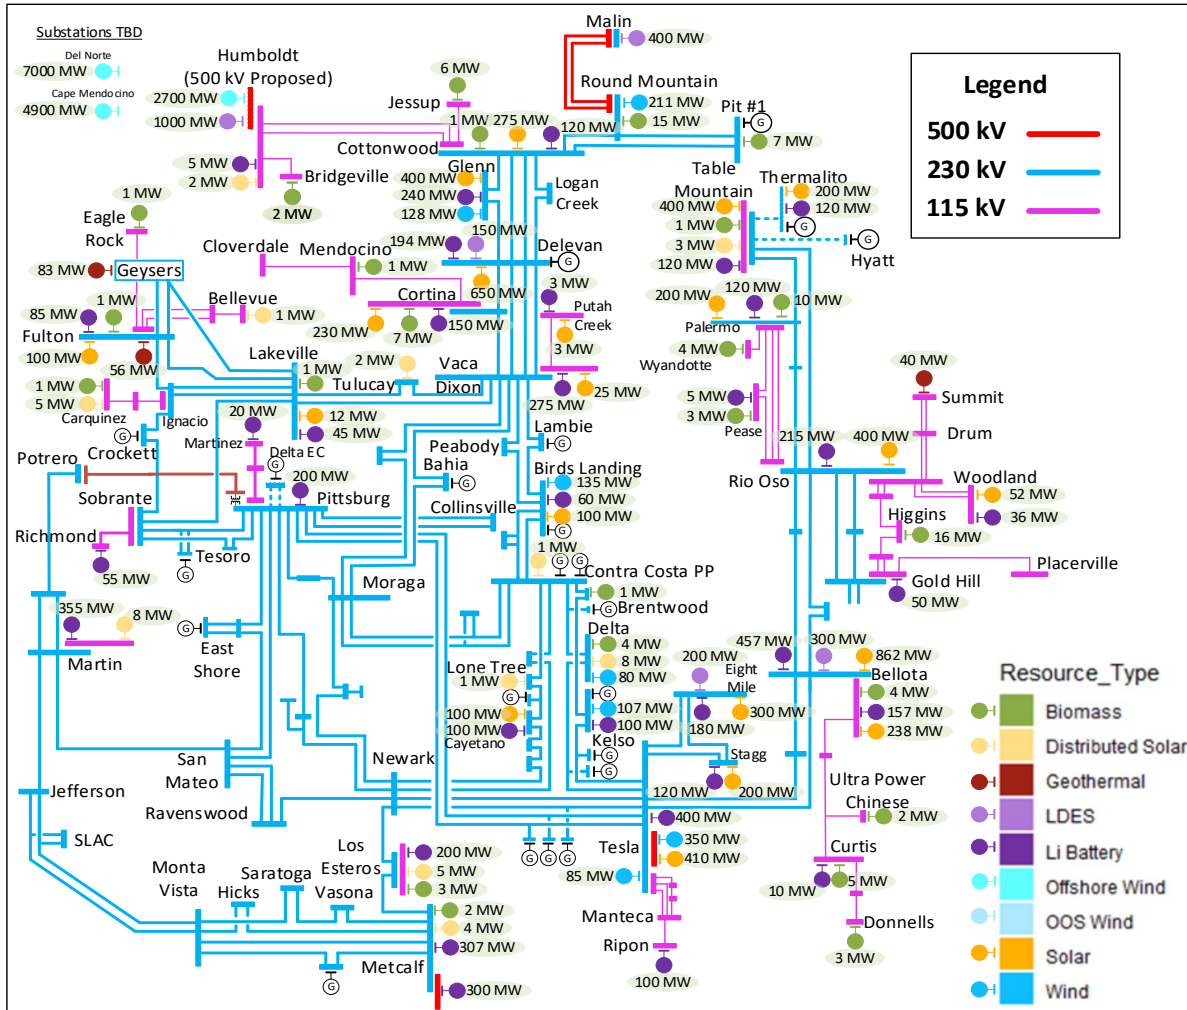 Substations TBD
Del Norte
7000 MW
Cape Mendocino
4900 MW
Humboldt
(500 kV Proposed)
2700 MW
1000 MW
5 MW
2 MW
Bridgeville
2 MW
6 MW
Jessup
1 MW
275 MW
120 MW
Cottonwood
Malin
400 MW
Round Mountain
211 MW
15 MW
Pit #1
G
7 MW
Legend
500 kV
230 kV
115 kV
Glenn
400 MW
240 MW
128 MW
Logan
Creek
150 MW
194 MW
Delevan
G
650 MW
Table
Mountain
400 MW
1 MW
3 MW
120 MW
Thermalito
200 MW
120 MW
G
G
Hyatt
1 MW
Eagle
Rock
83 MW
Geysers
Cloverdale
Mendocino
1 MW
Cortina
230 MW
7 MW
150 MW
3 MW
Putah
Creek
3 MW
200 MW
120 MW
10 MW
Palermo
4 MW
Wyandotte
5 MW
3 MW
Pease
1 MW
85 MW
Fulton
100 MW
56 MW
Bellevue
1 MW
Lakeville
1 MW
2 MW
Tulucay
Vaca
Dixon
275 MW
25 MW
12 MW
45 MW
1 MW
5 MW
Carquinez
Ignacio
G
Crockett
20 MW
Martinez
Delta EC
G
200 MW
Pittsburg
Potrero
Sobrante
Richmond
55 MW
Tesoro
G
Peabody
Bahia
G
Lambie
G
Birds Landing
135 MW
60 MW
100 MW
G
Collinsville
40 MW
Summit
Drum
215 MW
400 MW
Rio Oso
Woodland
52 MW
36 MW
Higgins
16 MW
Placerville
Gold Hill
50 MW
1 MW
G
G
Contra Costa PP
1 MW
G
Brentwood
Moraga
355 MW
8 MW
Martin
G
East
Shore
Delta
4 MW
8 MW
80 MW
G
107 MW
100 MW
Lone Tree
1 MW
G
100 MW
100 MW
Cayetano
Kelso
G
G
200 MW
Eight
Mile
180 MW
300 MW
Stagg
120 MW
200 MW
457 MW
300 MW
862 MW
Bellota
4 MW
157 MW
238 MW
San
Mateo
Ravenswood
Newark
Jefferson
SLAC
Ultra Power
Chinese
2 MW
Curtis
10 MW
5 MW
Donnells
3 MW
400 MW
Tesla
350 MW
410 MW
85 MW
G
G
G
Manteca
Ripon
100 MW
Los
Esteros
200 MW
5 MW
3 MW
Monta
Vista
Hicks
Saratoga
Vasona
2 MW
4 MW
307 MW
Metcalf
G
300 MW
Resource_Type
Biomass
Distributed Solar
Geothermal
LDES
Li Battery
Offshore Wind
OOS Wind
Solar
Wind